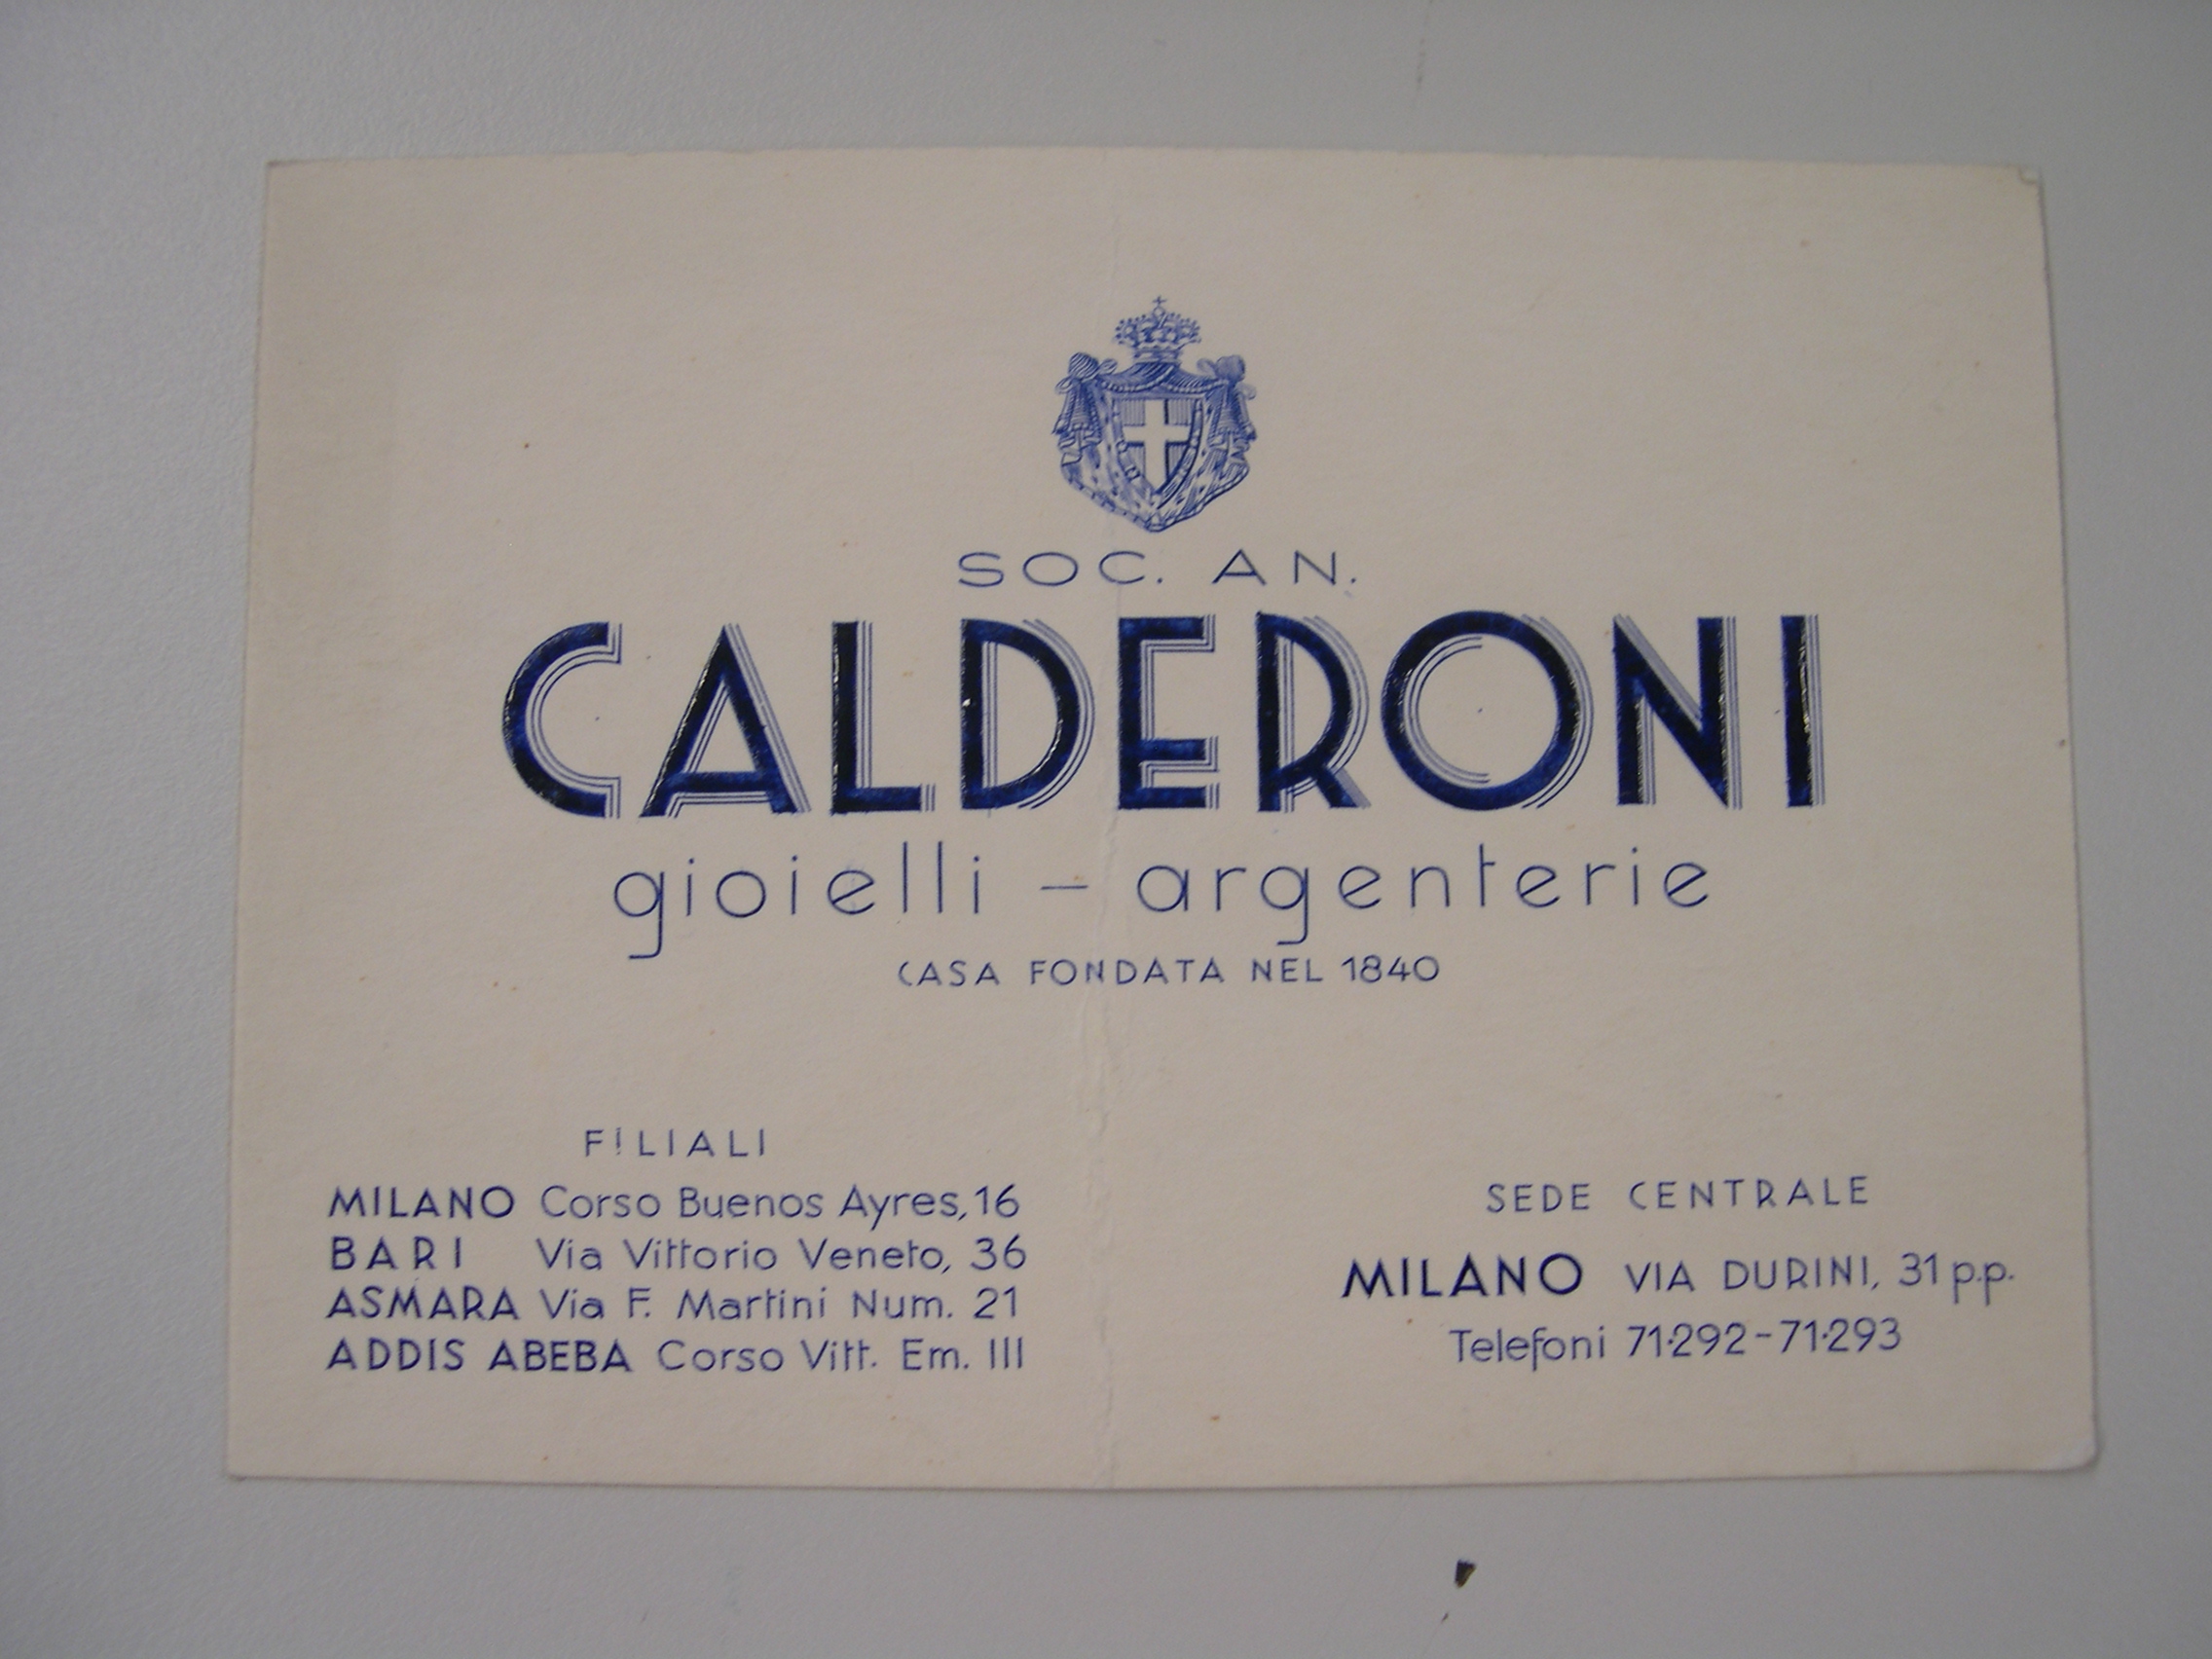 SOC. AN.
CALDERONI
gioielli – argenterie
CASA FONDATA NEL 1840
FILIALI
MILANO Corso Buenos Ayres, 16
BARI Via Vittorio Veneto, 36
ASMARA Via F. Martini Num. 21
ADDIS ABEBA Corso Vitt. Em. III
SEDE CENTRALE
MILANO VIA DURINI, 31 p.p.
Telefoni 71·292-71·293